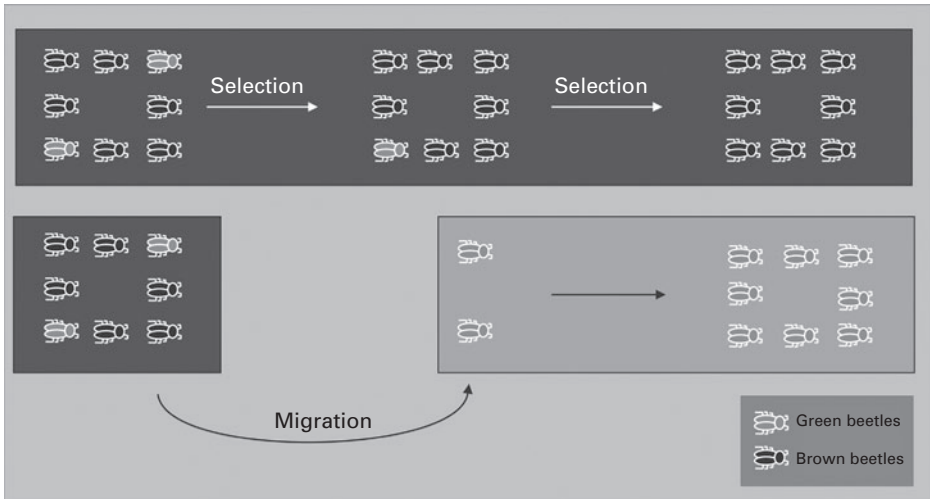 Selection
Selection
Migration
Green beetles
Brown beetles